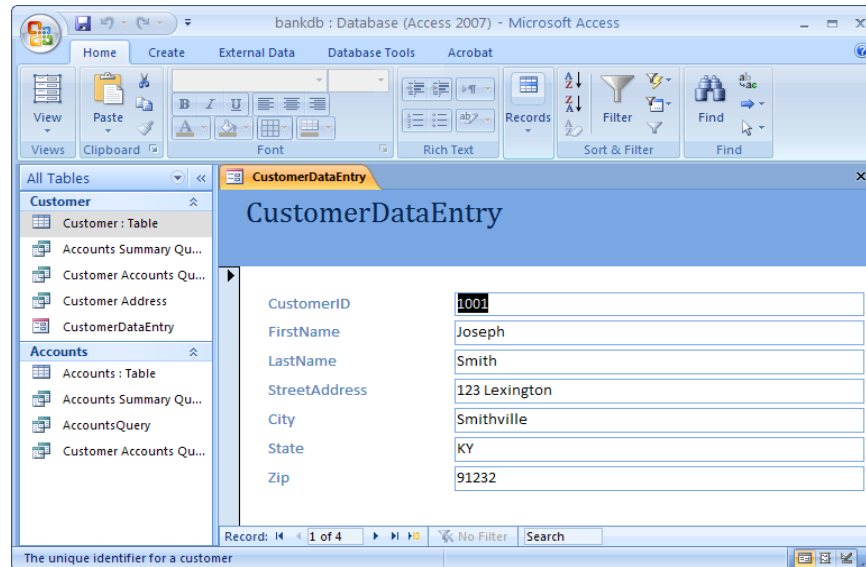 bankdb : Database (Access 2007) - Microsoft Access
Home Create External Data Database Tools Acrobat
View Paste B I U A ab Records A Z Z A A Z Filter Find ab ac
Views Clipboard Font Rich Text Sort & Filter Find
All Tables CustomerDataEntry
Customer
Customer : Table
Accounts Summary Qu...
Customer Accounts Qu...
Customer Address
CustomerDataEntry
Accounts
Accounts : Table
Accounts Summary Qu...
AccountsQuery
Customer Accounts Qu...
CustomerDataEntry
CustomerID 1001
FirstName Joseph
LastName Smith
StreetAddress 123 Lexington
City Smithville
State KY
Zip 91232
Record: 1 of 4 No Filter Search
The unique identifier for a customer